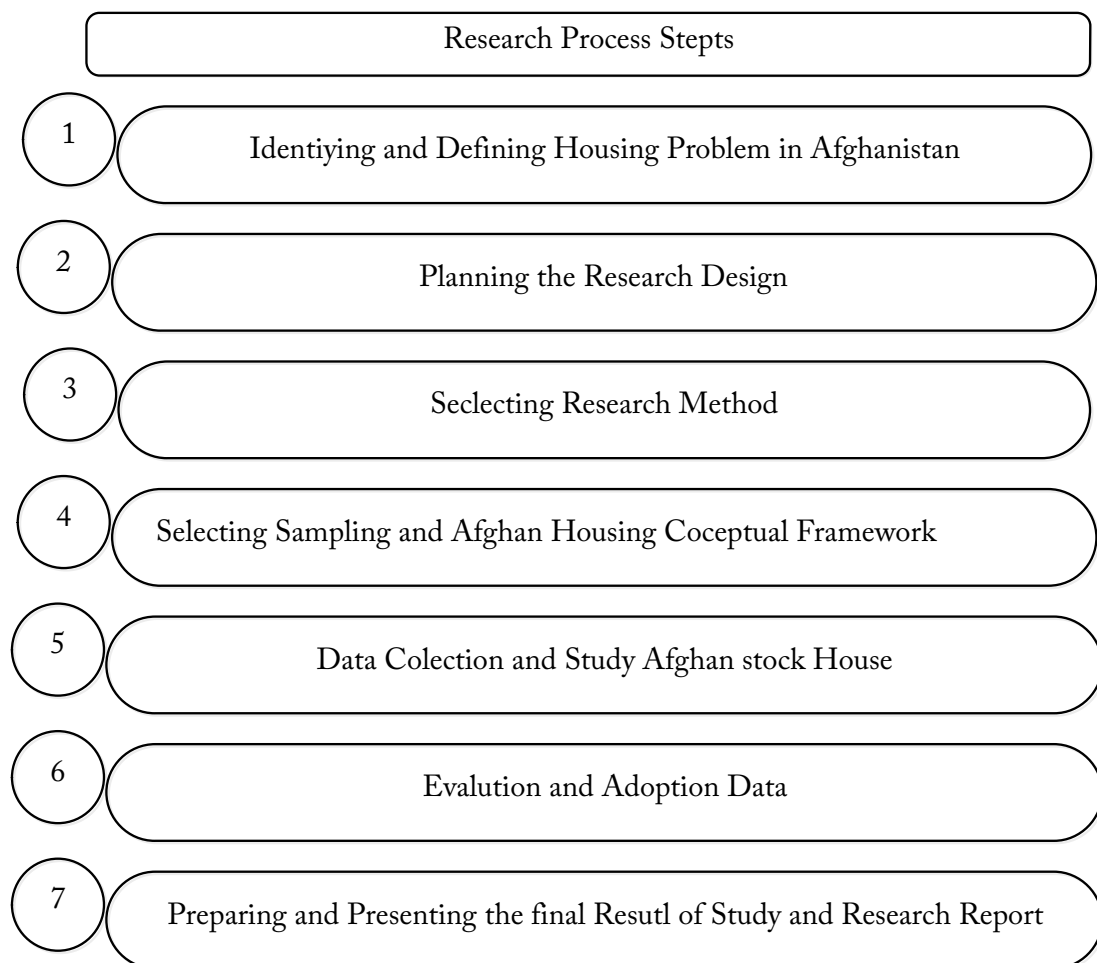 Research Process Stepts
1
Identiying and Defining Housing Problem in Afghanistan
2
Planning the Research Design
3
Seclecting Research Method
4
Selecting Sampling and Afghan Housing Coceptual Framework
5
Data Colection and Study Afghan stock House
6
Evalution and Adoption Data
7
Preparing and Presenting the final Resutl of Study and Research Report